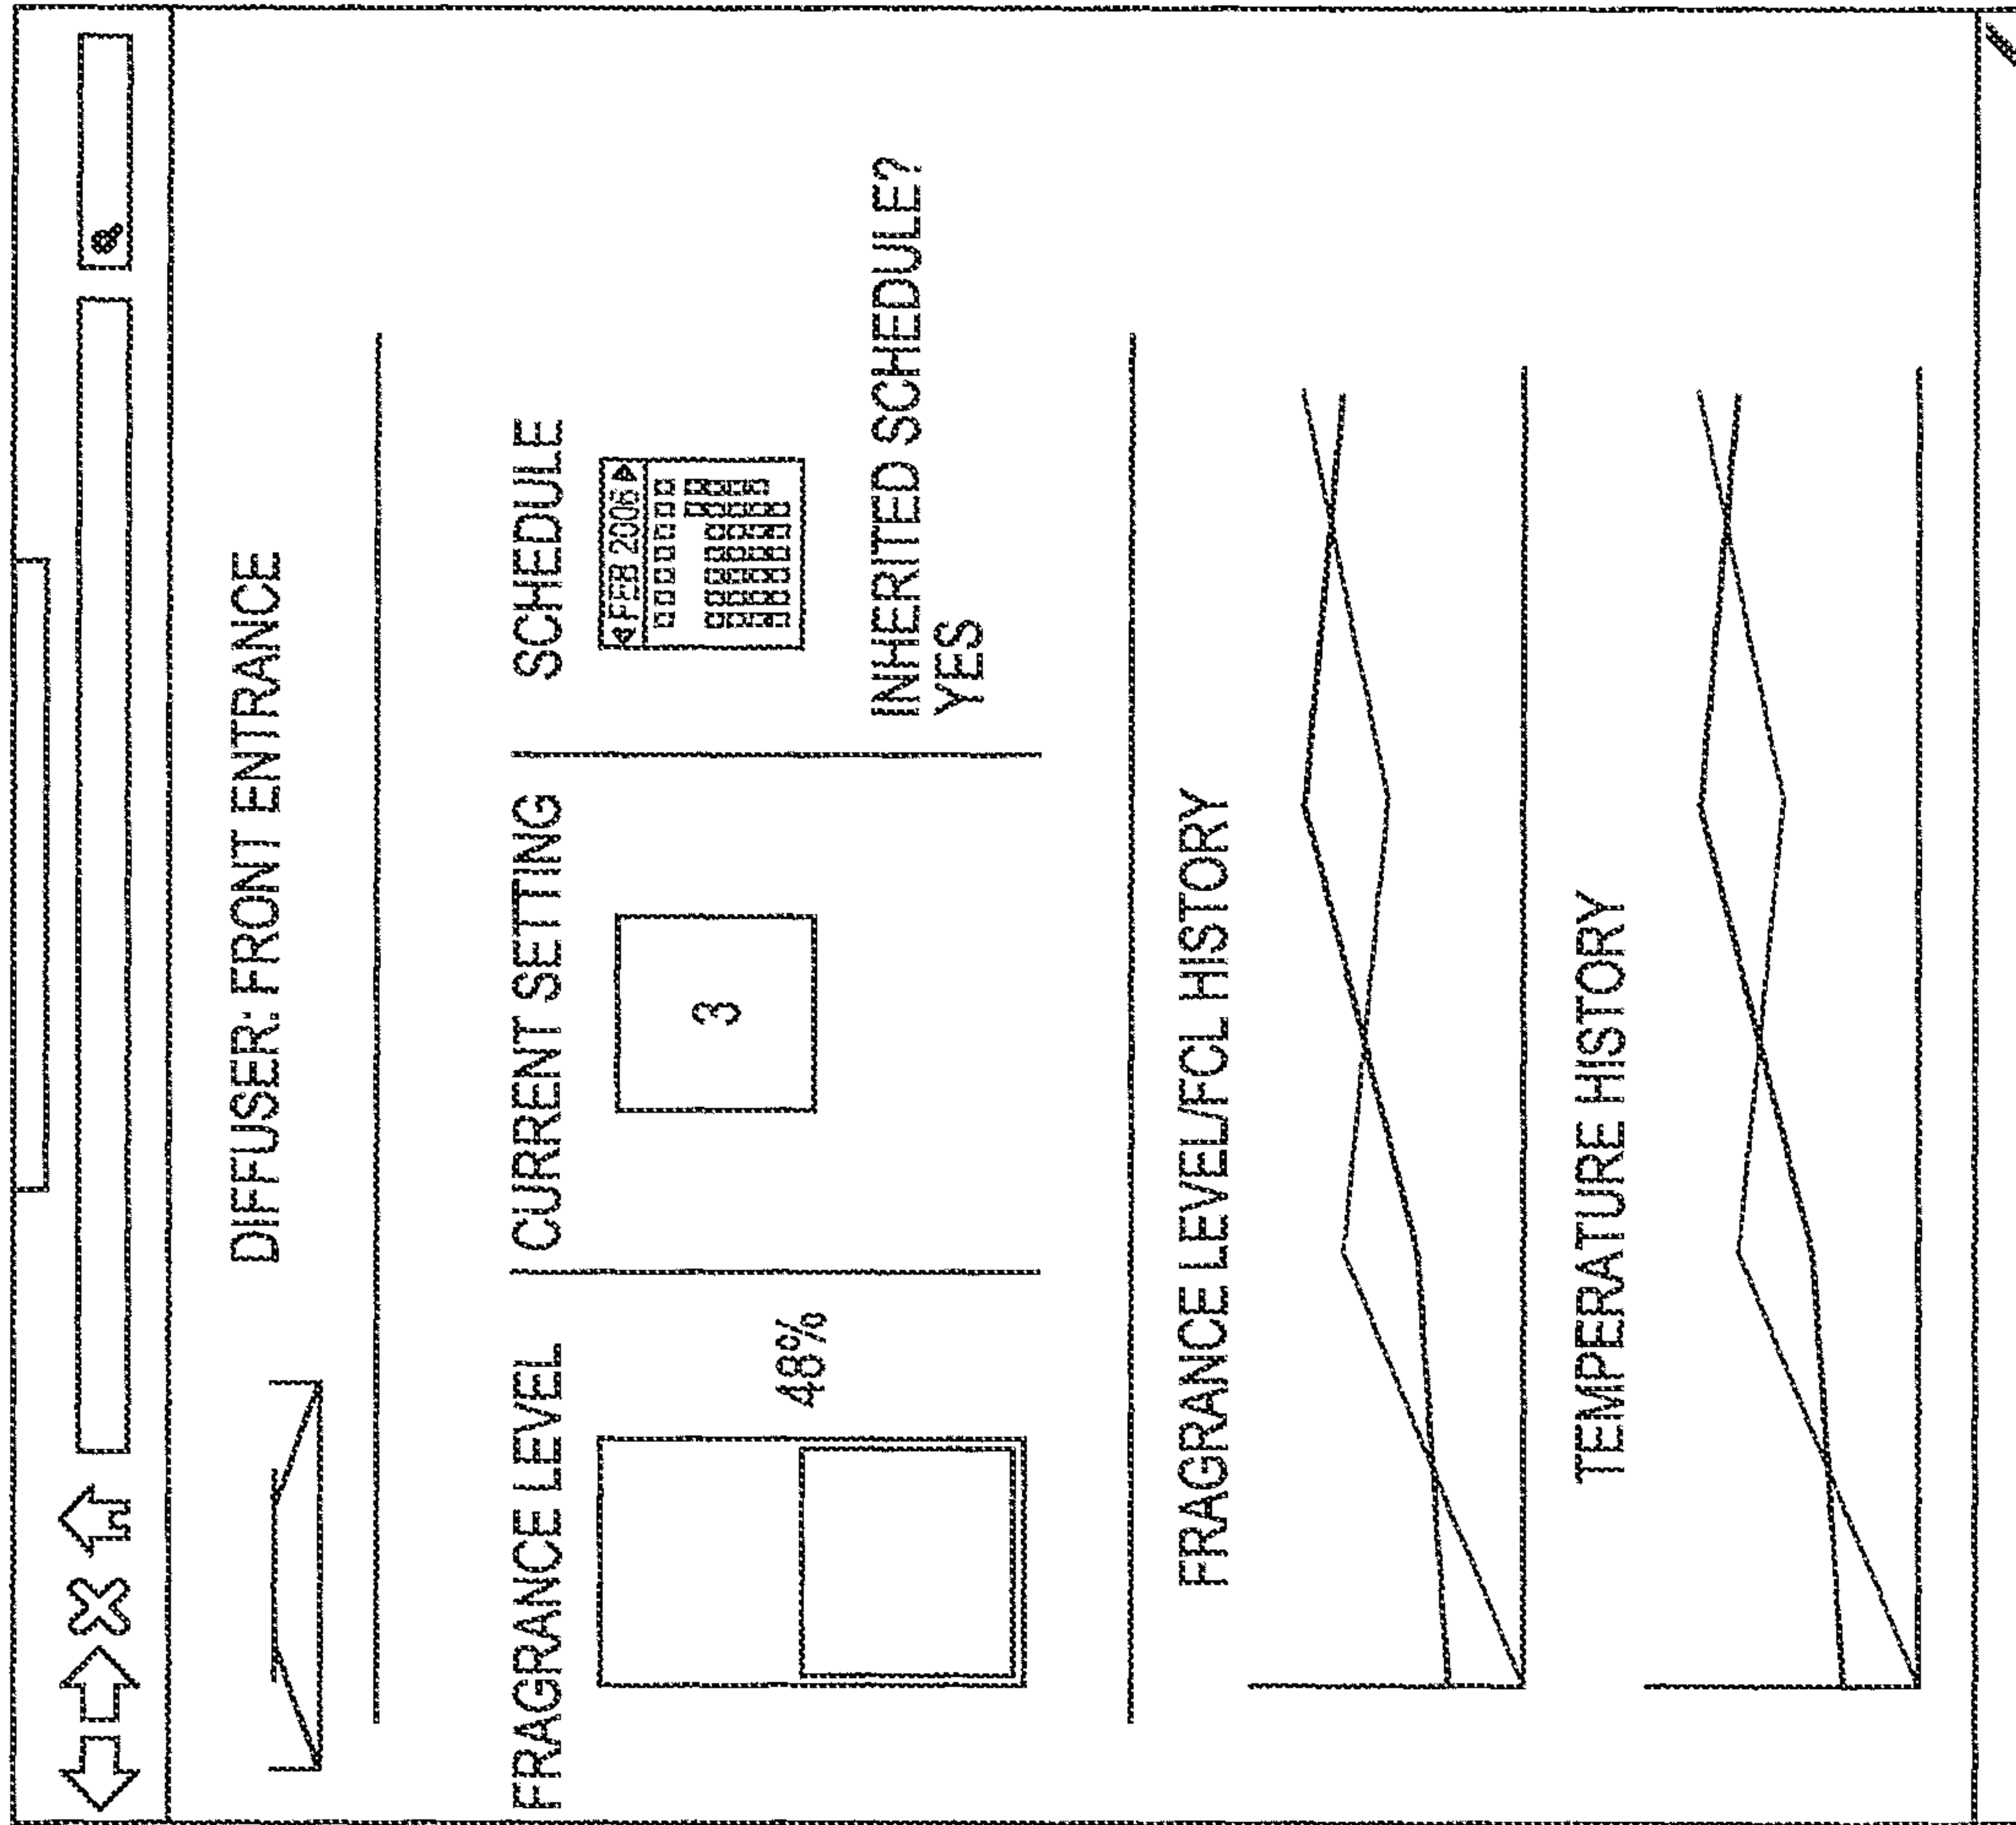 DIFFUSER: FRONT ENTRANCE
FRAGRANCE LEVEL
48%
CURRENT SETTING
3
SCHEDULE
FEB 2006
INHERITED SCHEDULE?
YES
FRAGRANCE LEVEL/FCL HISTORY
TEMPERATURE HISTORY